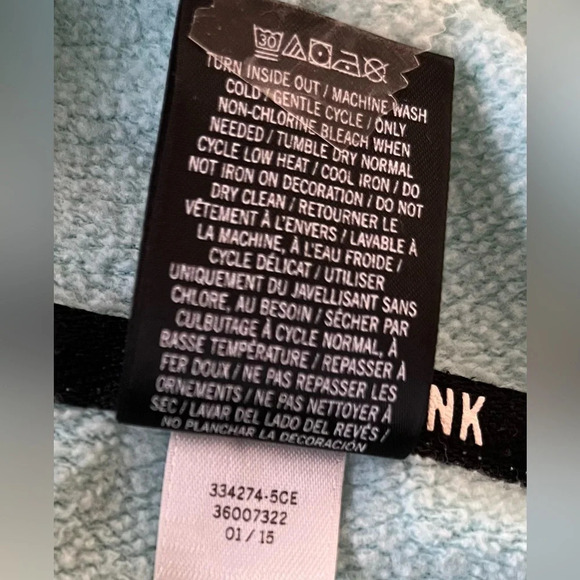 30
TURN INSIDE OUT / MACHINE WASH
COLD / GENTLE CYCLE / ONLY
NON-CHLORINE BLEACH WHEN
NEEDED / TUMBLE DRY NORMAL
CYCLE LOW HEAT / COOL IRON / DO
NOT IRON ON DECORATION / DO NOT
DRY CLEAN / RETOURNER LE
VÊTEMENT À L'ENVERS / LAVABLE À
LA MACHINE, À L'EAU FROIDE /
CYCLE DÉLICAT / UTILISER
UNIQUEMENT DU JAVELLISANT SANS
CHLORE, AU BESOIN / SÉCHER PAR
CULBUTAGE À CYCLE NORMAL, À
BASSE TEMPÉRATURE / REPASSER À
FER DOUX / NE PAS REPASSER LES
ORNEMENTS / NE PAS NETTOYER À
SEC / LAVAR DEL LADO DEL REVÉS /
NO PLANCHAR LA DECORACIÓN
NK
334274-5CE
36007322
01 / 15